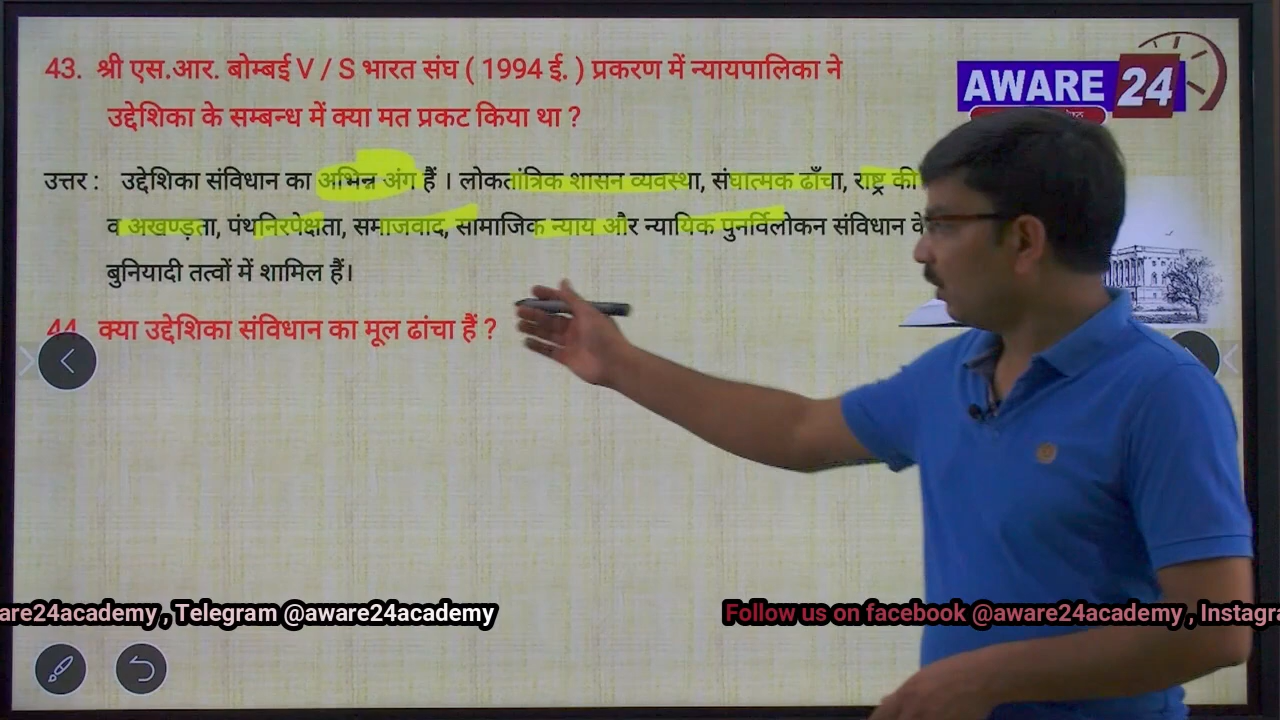 43. श्री एस.आर. बोम्बई V / S भारत संघ ( 1994 ई. ) प्रकरण में न्यायपालिका ने
उद्देशिका के सम्बन्ध में क्या मत प्रकट किया था ?
AWARE 24
उत्तर : उद्देशिका संविधान का अभिन्न अंग हैं । लोकतांत्रिक शासन व्यवस्था, संघात्मक ढाँचा, राष्ट्र की
व अखण्ड़ता, पंथनिरपेक्षता, समाजवाद, सामाजिक न्याय और न्यायिक पुनर्विलोकन संविधान के
बुनियादी तत्वों में शामिल हैं।
44. क्या उद्देशिका संविधान का मूल ढांचा हैं ?
are24academy , Telegram @aware24academy Follow us on facebook @aware24academy , Instagra